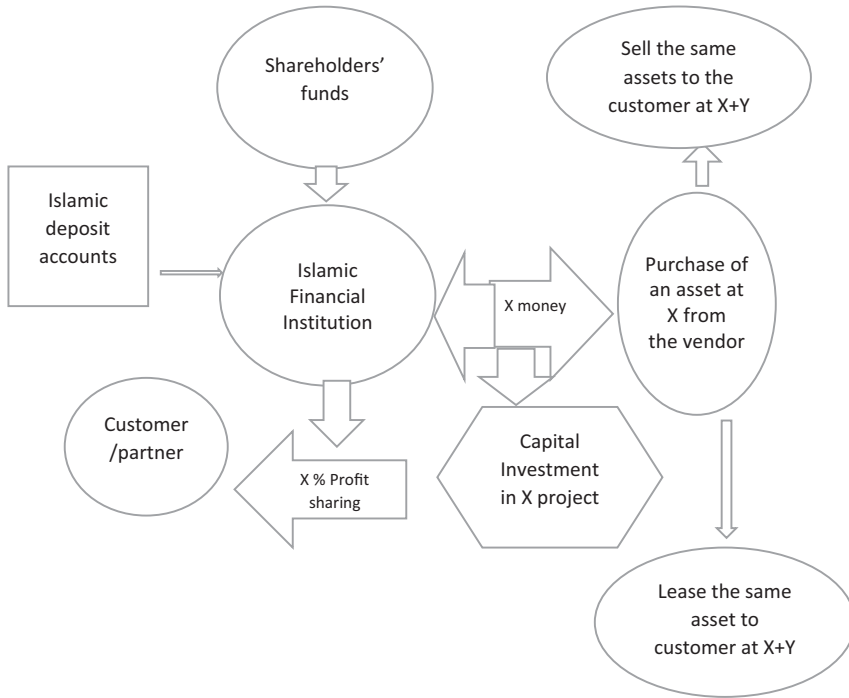 Shareholders’
funds
Sell the same
assets to the
customer at X+Y
Islamic
deposit
accounts
Islamic
Financial
Institution
X money
Purchase of
an asset at
X from
the vendor
Customer
/partner
X % Profit
sharing
Capital
Investment
in X project
Lease the same
asset to
customer at X+Y